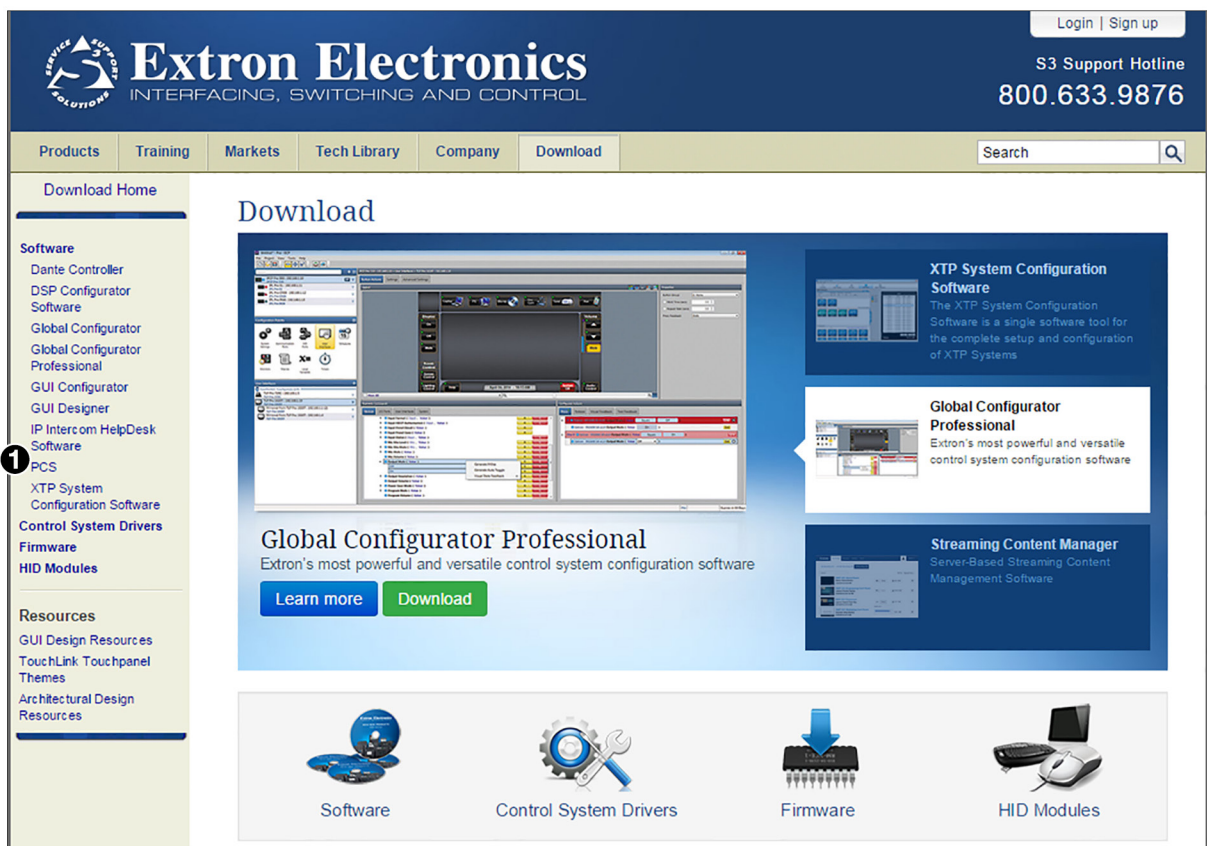 Login | Sign up
SERVICE SUPPORT SOLUTIONS
3
Extron Electronics
INTERFACING, SWITCHING AND CONTROL
S3 Support Hotline
800.633.9876
Products Training Markets Tech Library Company Download
Search
Download Home
Software
Dante Controller
DSP Configurator
Software
Global Configurator
Global Configurator
Professional
GUI Configurator
GUI Designer
IP Intercom HelpDesk
Software
1
PCS
XTP System
Configuration Software
Control System Drivers
Firmware
HID Modules
Resources
GUI Design Resources
TouchLink Touchpanel
Themes
Architectural Design
Resources
Download
Global Configurator Professional
Extron's most powerful and versatile control system configuration software
Learn more
Download
XTP System Configuration
Software
The XTP System Configuration
Software is a single software tool for
the complete setup and configuration
of XTP Systems
Global Configurator
Professional
Extron's most powerful and versatile
control system configuration software
Streaming Content Manager
Server-Based Streaming Content
Management Software
Software
Control System Drivers
Firmware
HID Modules